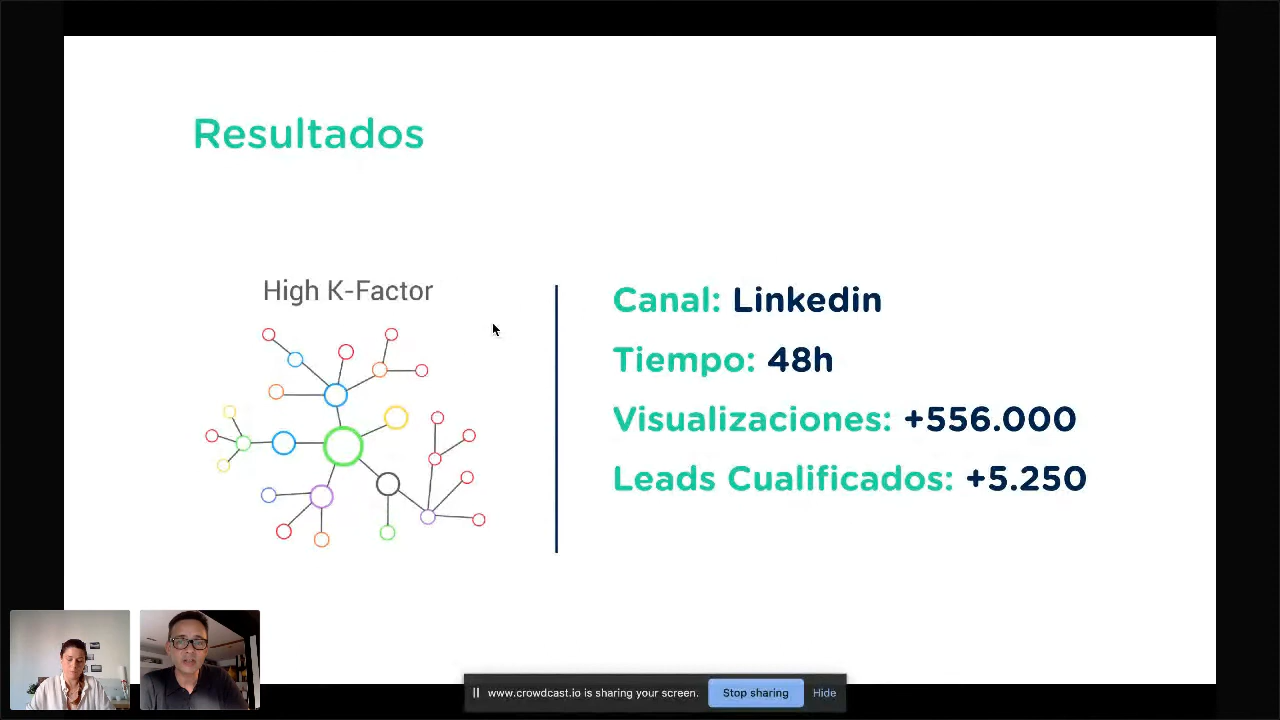 Resultados
High K-Factor
Canal: Linkedin
Tiempo: 48h
Visualizaciones: +556.000
Leads Cualificados: +5.250
www.crowdcast.io is sharing your screen.
Stop sharing
Hide